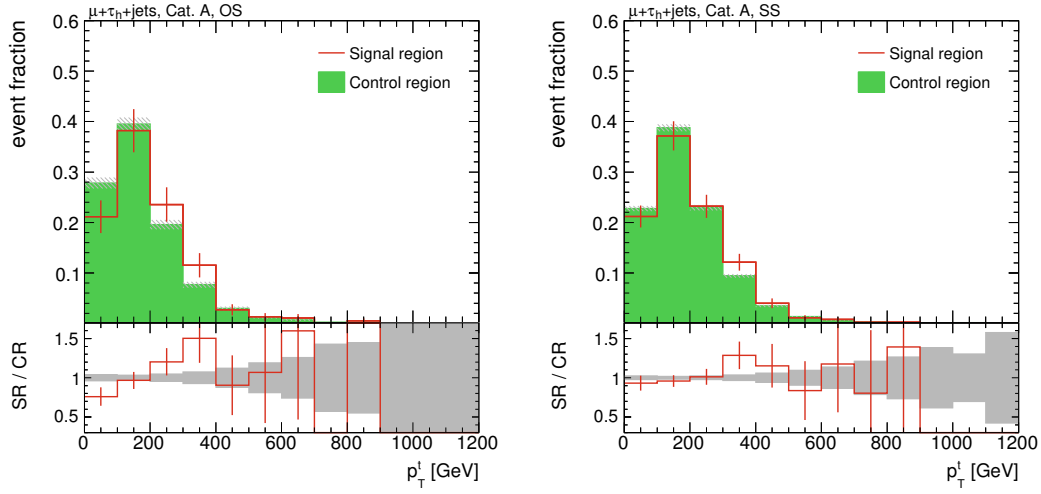 μ+τh+jets, Cat. A, OS
0.6
0.5
0.4
0.3
0.2
0.1
event fraction
Signal region
Control region
1.5
1
0.5
SR / CR
0 200 400 600 800 1000 1200
p_T^t [GeV]
μ+τh+jets, Cat. A, SS
0.6
0.5
0.4
0.3
0.2
0.1
event fraction
Signal region
Control region
1.5
1
0.5
SR / CR
0 200 400 600 800 1000 1200
p_T^t [GeV]